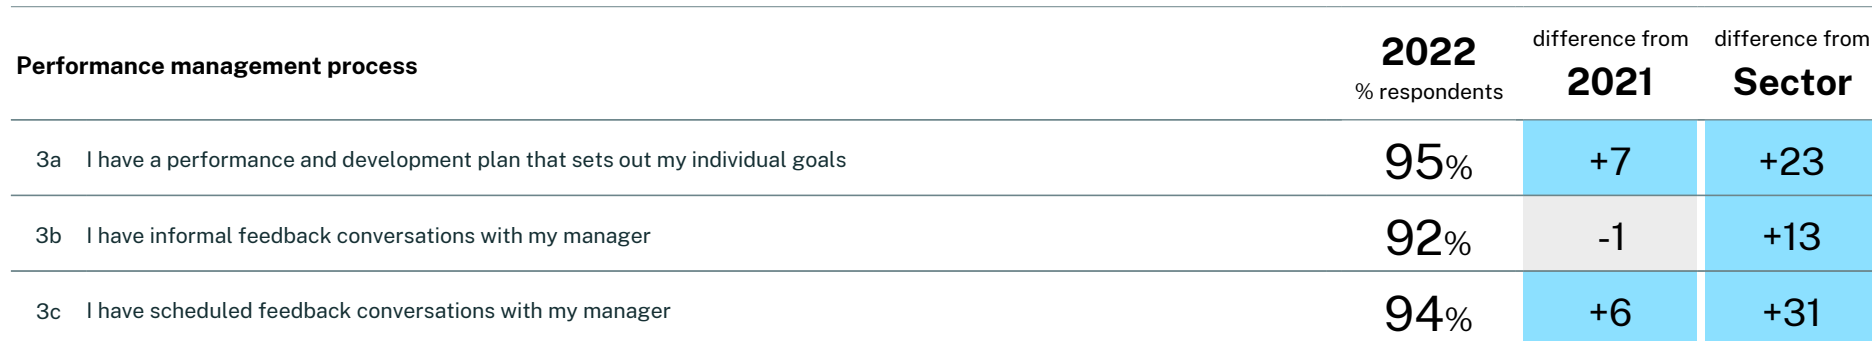 Performance management process 2022 % respondents difference from 2021 difference from Sector
3a I have a performance and development plan that sets out my individual goals 95% +7 +23
3b I have informal feedback conversations with my manager 92% -1 +13
3c I have scheduled feedback conversations with my manager 94% +6 +31